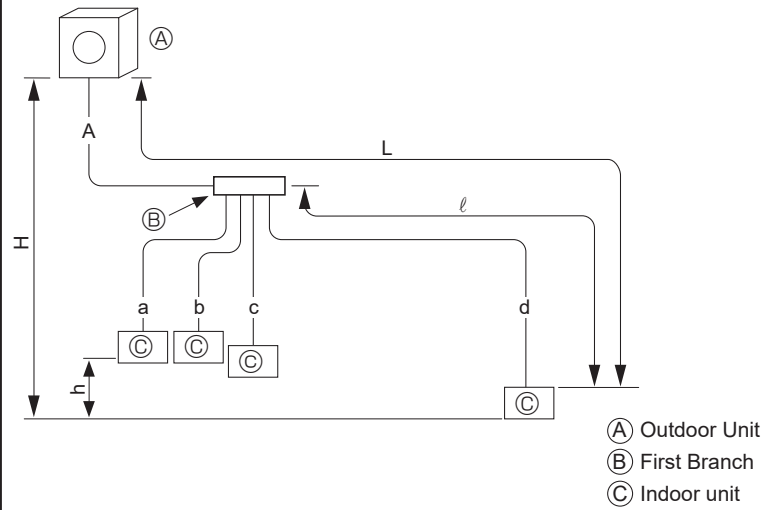 Ⓐ
A
L
Ⓑ
ℓ
H
a
b
c
d
Ⓒ
Ⓒ
Ⓒ
h
Ⓒ
Ⓐ Outdoor Unit
Ⓑ First Branch
Ⓒ Indoor unit